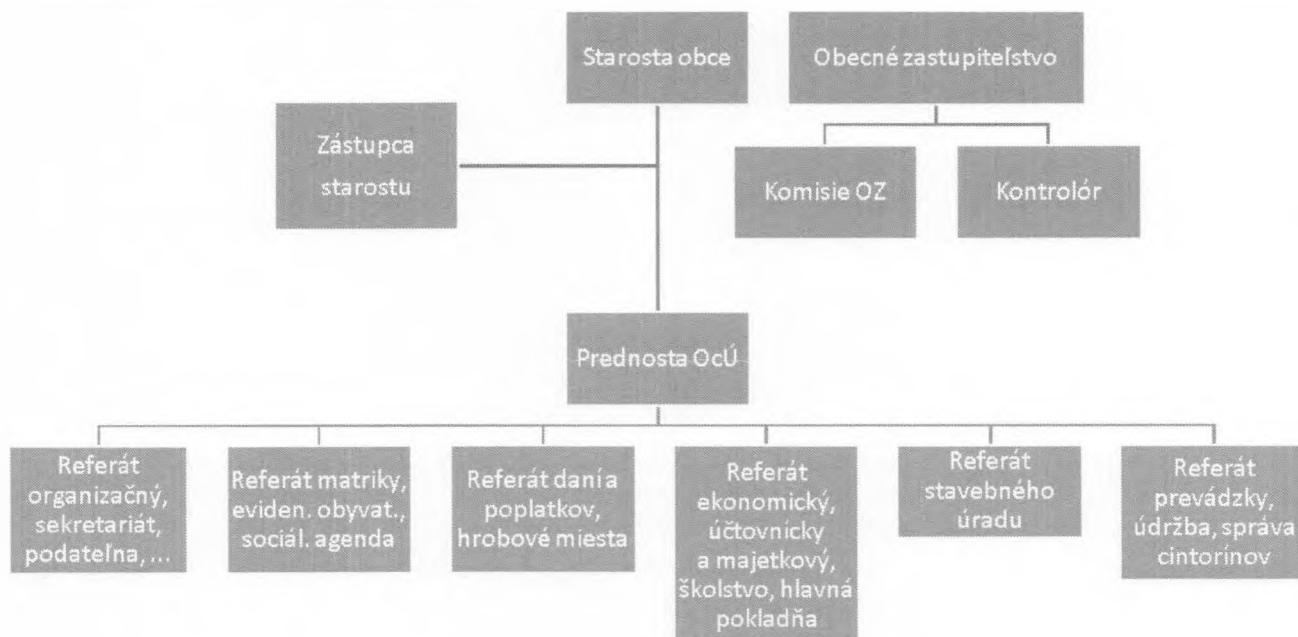 Starosta obce
Obecné zastupiteľstvo
Zástupca
starostu
Komisie OZ
Kontrolór
Prednosta OcÚ
Referát
organizačný,
sekretariát,
podateľna, ...
Referát matriky,
eviden. obyvat.,
sociál. agenda
Referát daní a
poplatkov,
hrobové miesta
Referát
ekonomický,
účtovnícky
a majetkový,
školstvo, hlavná
pokladňa
Referát
stavebného
úradu
Referát
prevádzky,
údržba, správa
cintorínov